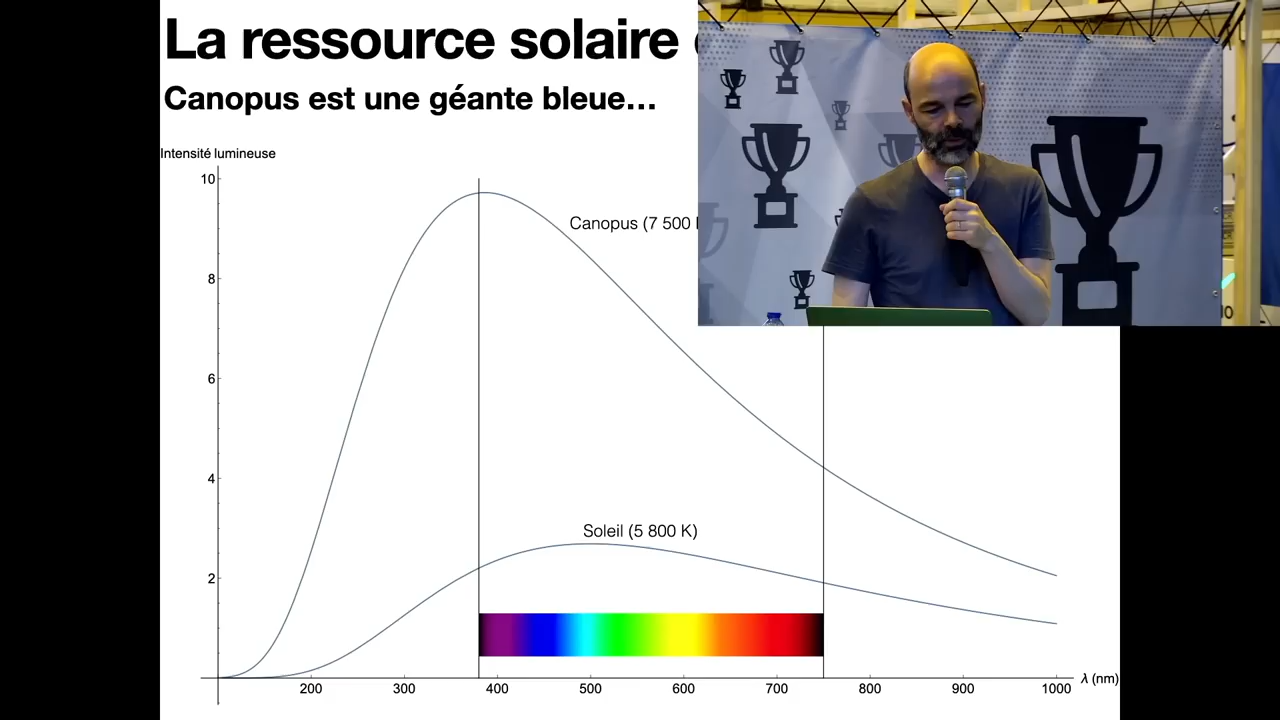 La ressource solaire
Canopus est une géante bleue…
Intensité lumineuse
10
Canopus (7 500
8
6
4
Soleil (5 800 K)
2
200 300 400 500 600 700 800 900 1000 λ (nm)